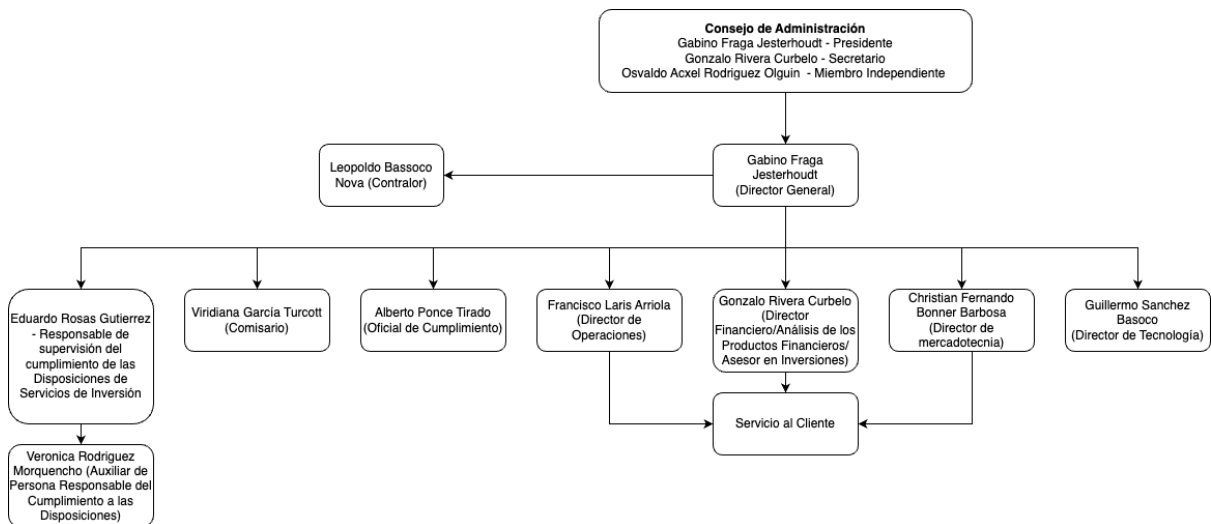 Consejo de Administración
Gabino Fraga Jesterhoudt - Presidente
Gonzalo Rivera Curbelo - Secretario
Osvaldo Acxel Rodriguez Olguin - Miembro Independiente
Leopoldo Bassoco
Nova (Contralor)
Gabino Fraga
Jesterhoudt
(Director General)
Eduardo Rosas Gutierrez
- Responsable de
supervisión del
cumplimiento de las
Disposiciones de
Servicios de Inversión
Viridiana García Turcott
(Comisario)
Alberto Ponce Tirado
(Oficial de Cumplimiento)
Francisco Laris Arriola
(Director de
Operaciones)
Gonzalo Rivera Curbelo
(Director
Financiero/Análisis de los
Productos Financieros/
Asesor en Inversiones)
Christian Fernando
Bonner Barbosa
(Director de
mercadotecnia)
Guillermo Sanchez
Basoco
(Director de Tecnología)
Servicio al Cliente
Veronica Rodriguez
Morquencho (Auxiliar de
Persona Responsable del
Cumplimiento a las
Disposiciones)